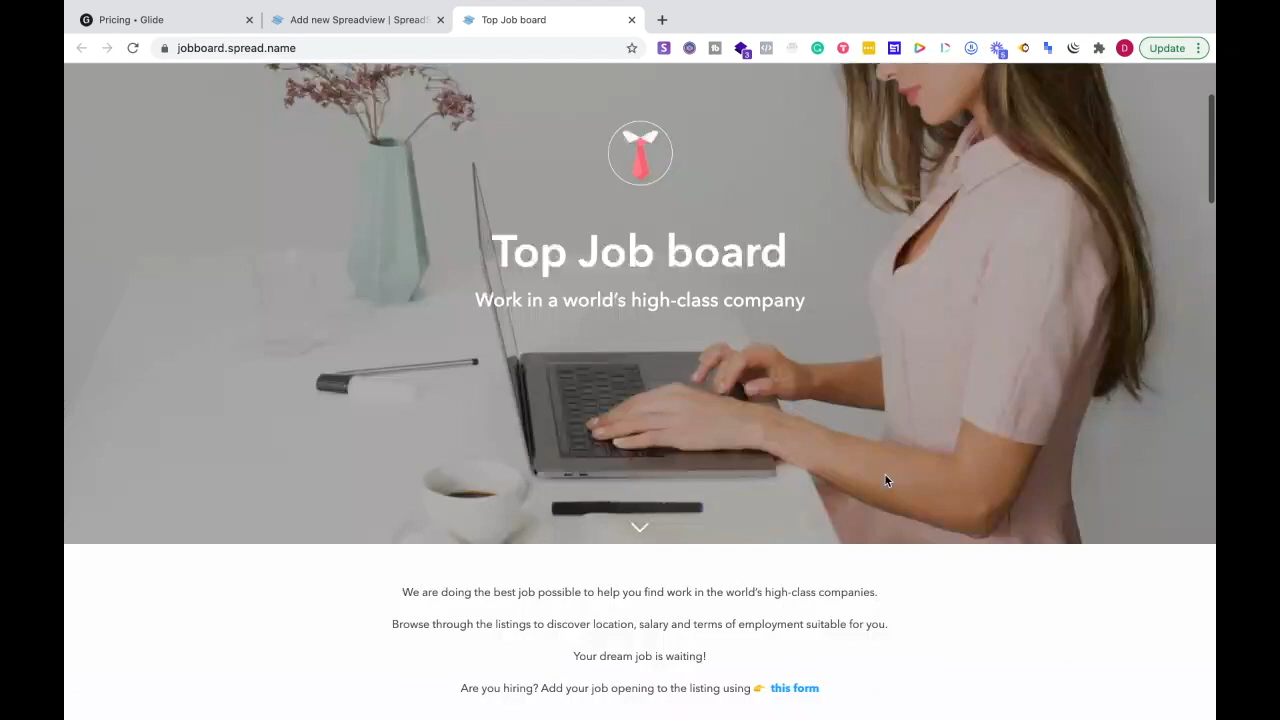 Pricing • Glide
Add new Spreadview | Spread
Top Job board
jobboard.spread.name
Update
Top Job board
Work in a world's high-class company
We are doing the best job possible to help you find work in the world's high-class companies.
Browse through the listings to discover location, salary and terms of employment suitable for you.
Your dream job is waiting!
Are you hiring? Add your job opening to the listing using 👉 this form